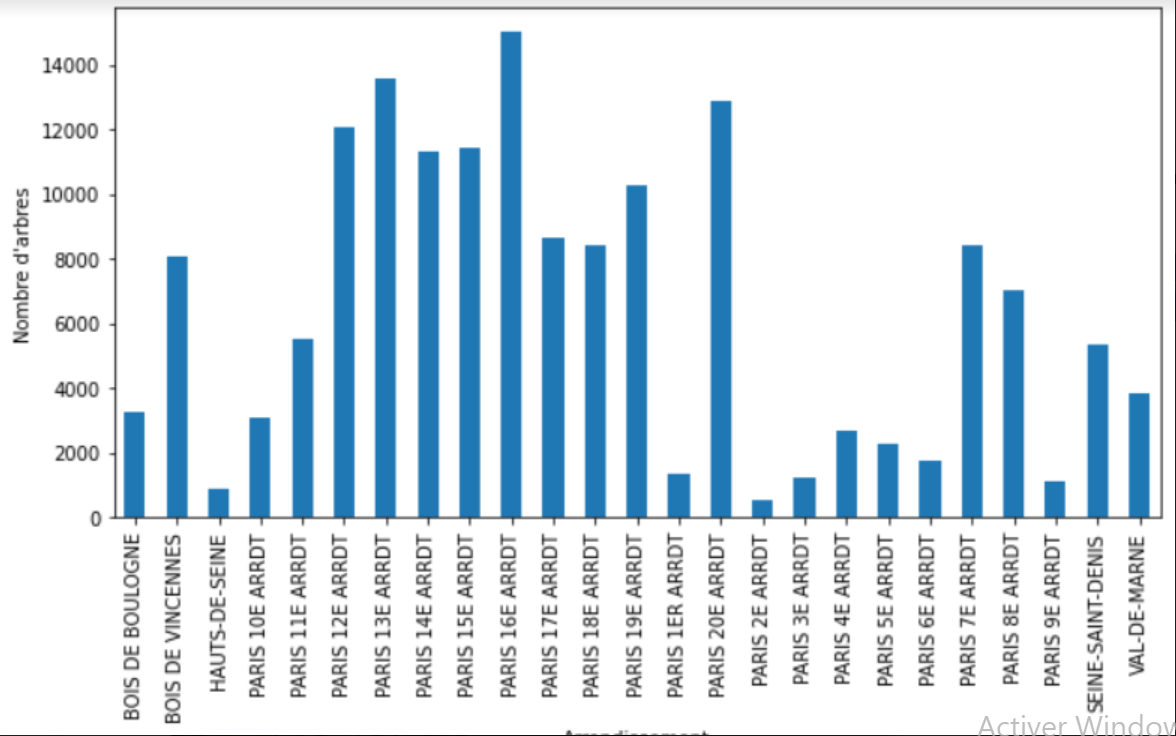 Nombre d'arbres
14000
12000
10000
8000
6000
4000
2000
0
BOIS DE BOULOGNE
BOIS DE VINCENNES
HAUTS-DE-SEINE
PARIS 10E ARRDT
PARIS 11E ARRDT
PARIS 12E ARRDT
PARIS 13E ARRDT
PARIS 14E ARRDT
PARIS 15E ARRDT
PARIS 16E ARRDT
PARIS 17E ARRDT
PARIS 18E ARRDT
PARIS 19E ARRDT
PARIS 1ER ARRDT
PARIS 20E ARRDT
PARIS 2E ARRDT
PARIS 3E ARRDT
PARIS 4E ARRDT
PARIS 5E ARRDT
PARIS 6E ARRDT
PARIS 7E ARRDT
PARIS 8E ARRDT
PARIS 9E ARRDT
SEINE-SAINT-DENIS
VAL-DE-MARNE
Activer Window